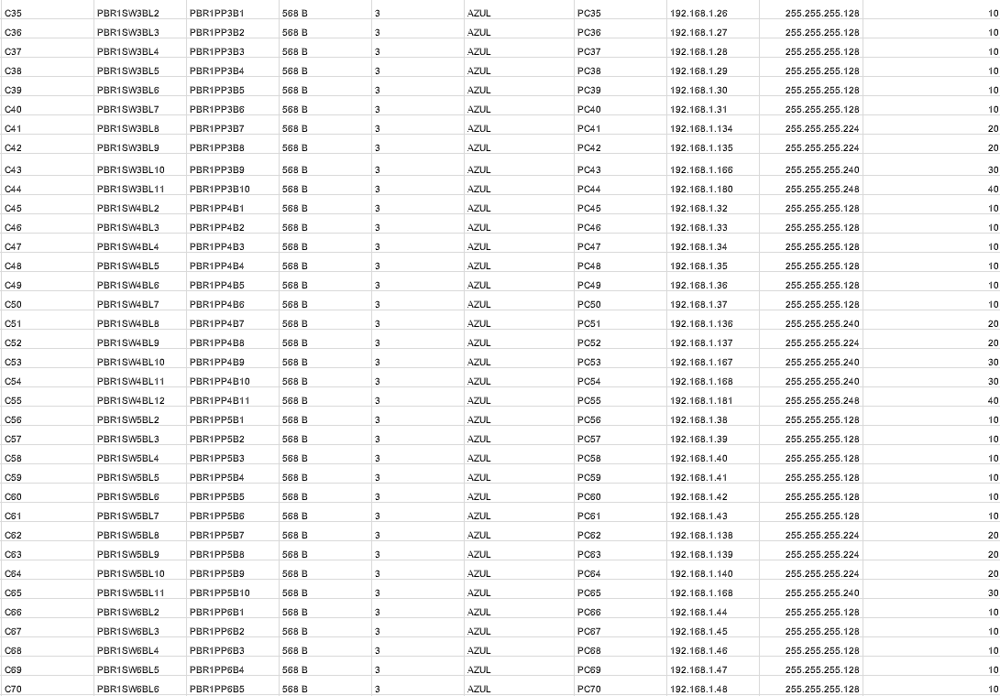 C35 PBR1SW3BL2 PBR1PP3B1 568 B 3 AZUL PC35 192.168.1.26 255.255.255.128 10
C36 PBR1SW3BL3 PBR1PP3B2 568 B 3 AZUL PC36 192.168.1.27 255.255.255.128 10
C37 PBR1SW3BL4 PBR1PP3B3 568 B 3 AZUL PC37 192.168.1.28 255.255.255.128 10
C38 PBR1SW3BL5 PBR1PP3B4 568 B 3 AZUL PC38 192.168.1.29 255.255.255.128 10
C39 PBR1SW3BL6 PBR1PP3B5 568 B 3 AZUL PC39 192.168.1.30 255.255.255.128 10
C40 PBR1SW3BL7 PBR1PP3B6 568 B 3 AZUL PC40 192.168.1.31 255.255.255.128 10
C41 PBR1SW3BL8 PBR1PP3B7 568 B 3 AZUL PC41 192.168.1.134 255.255.255.224 20
C42 PBR1SW3BL9 PBR1PP3B8 568 B 3 AZUL PC42 192.168.1.135 255.255.255.224 20
C43 PBR1SW3BL10 PBR1PP3B9 568 B 3 AZUL PC43 192.168.1.166 255.255.255.240 30
C44 PBR1SW3BL11 PBR1PP3B10 568 B 3 AZUL PC44 192.168.1.180 255.255.255.248 40
C45 PBR1SW4BL2 PBR1PP4B1 568 B 3 AZUL PC45 192.168.1.32 255.255.255.128 10
C46 PBR1SW4BL3 PBR1PP4B2 568 B 3 AZUL PC46 192.168.1.33 255.255.255.128 10
C47 PBR1SW4BL4 PBR1PP4B3 568 B 3 AZUL PC47 192.168.1.34 255.255.255.128 10
C48 PBR1SW4BL5 PBR1PP4B4 568 B 3 AZUL PC48 192.168.1.35 255.255.255.128 10
C49 PBR1SW4BL6 PBR1PP4B5 568 B 3 AZUL PC49 192.168.1.36 255.255.255.128 10
C50 PBR1SW4BL7 PBR1PP4B6 568 B 3 AZUL PC50 192.168.1.37 255.255.255.128 10
C51 PBR1SW4BL8 PBR1PP4B7 568 B 3 AZUL PC51 192.168.1.136 255.255.255.240 20
C52 PBR1SW4BL9 PBR1PP4B8 568 B 3 AZUL PC52 192.168.1.137 255.255.255.224 20
C53 PBR1SW4BL10 PBR1PP4B9 568 B 3 AZUL PC53 192.168.1.167 255.255.255.240 30
C54 PBR1SW4BL11 PBR1PP4B10 568 B 3 AZUL PC54 192.168.1.168 255.255.255.240 30
C55 PBR1SW4BL12 PBR1PP4B11 568 B 3 AZUL PC55 192.168.1.181 255.255.255.248 40
C56 PBR1SW5BL2 PBR1PP5B1 568 B 3 AZUL PC56 192.168.1.38 255.255.255.128 10
C57 PBR1SW5BL3 PBR1PP5B2 568 B 3 AZUL PC57 192.168.1.39 255.255.255.128 10
C58 PBR1SW5BL4 PBR1PP5B3 568 B 3 AZUL PC58 192.168.1.40 255.255.255.128 10
C59 PBR1SW5BL5 PBR1PP5B4 568 B 3 AZUL PC59 192.168.1.41 255.255.255.128 10
C60 PBR1SW5BL6 PBR1PP5B5 568 B 3 AZUL PC60 192.168.1.42 255.255.255.128 10
C61 PBR1SW5BL7 PBR1PP5B6 568 B 3 AZUL PC61 192.168.1.43 255.255.255.128 10
C62 PBR1SW5BL8 PBR1PP5B7 568 B 3 AZUL PC62 192.168.1.138 255.255.255.224 20
C63 PBR1SW5BL9 PBR1PP5B8 568 B 3 AZUL PC63 192.168.1.139 255.255.255.224 20
C64 PBR1SW5BL10 PBR1PP5B9 568 B 3 AZUL PC64 192.168.1.140 255.255.255.224 20
C65 PBR1SW5BL11 PBR1PP5B10 568 B 3 AZUL PC65 192.168.1.168 255.255.255.240 30
C66 PBR1SW6BL2 PBR1PP6B1 568 B 3 AZUL PC66 192.168.1.44 255.255.255.128 10
C67 PBR1SW6BL3 PBR1PP6B2 568 B 3 AZUL PC67 192.168.1.45 255.255.255.128 10
C68 PBR1SW6BL4 PBR1PP6B3 568 B 3 AZUL PC68 192.168.1.46 255.255.255.128 10
C69 PBR1SW6BL5 PBR1PP6B4 568 B 3 AZUL PC69 192.168.1.47 255.255.255.128 10
C70 PBR1SW6BL6 PBR1PP6B5 568 B 3 AZUL PC70 192.168.1.48 255.255.255.128 10